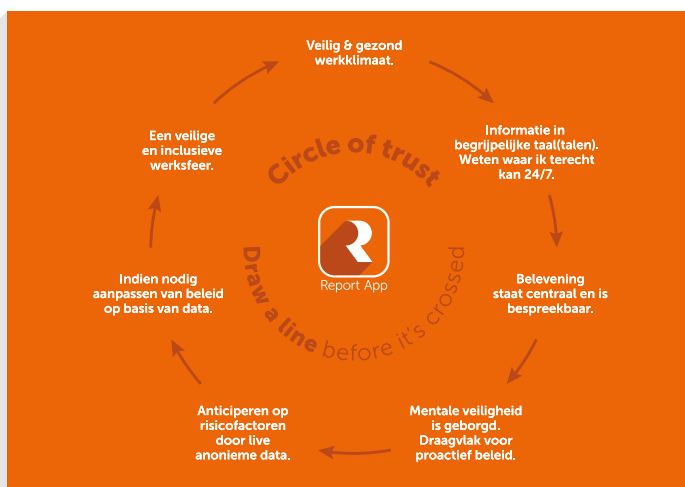 Veilig & gezond
werkklimaat.
Informatie in
begrijpelijke taal(talen).
Weten waar ik terecht
kan 24/7.
Belevening
staat centraal en is
bespreekbaar.
Mentale veiligheid
is geborgd.
Draagvlak voor
proactief beleid.
Anticiperen op
risicofactoren
door live
anonieme data.
Indien nodig
aanpassen van beleid
op basis van data.
Een veilige
en inclusieve
werksfeer.
Circle of trust
R
Report App
Draw a line before it's crossed